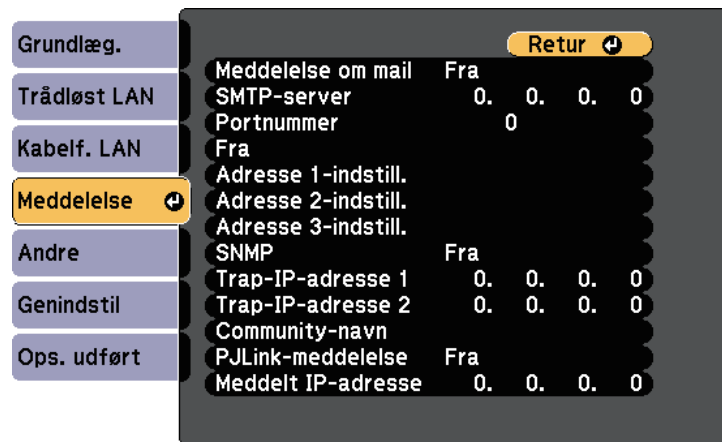 Grundlæg.
Trådløst LAN
Kabelf. LAN
Meddelelse
Andre
Genindstil
Ops. udført
Retur
Meddelelse om mail Fra
SMTP-server 0. 0. 0. 0
Portnummer 0
Fra
Adresse 1-indstill.
Adresse 2-indstill.
Adresse 3-indstill.
SNMP Fra
Trap-IP-adresse 1 0. 0. 0. 0
Trap-IP-adresse 2 0. 0. 0. 0
Community-navn
PJLink-meddelelse Fra
Meddelt IP-adresse 0. 0. 0. 0